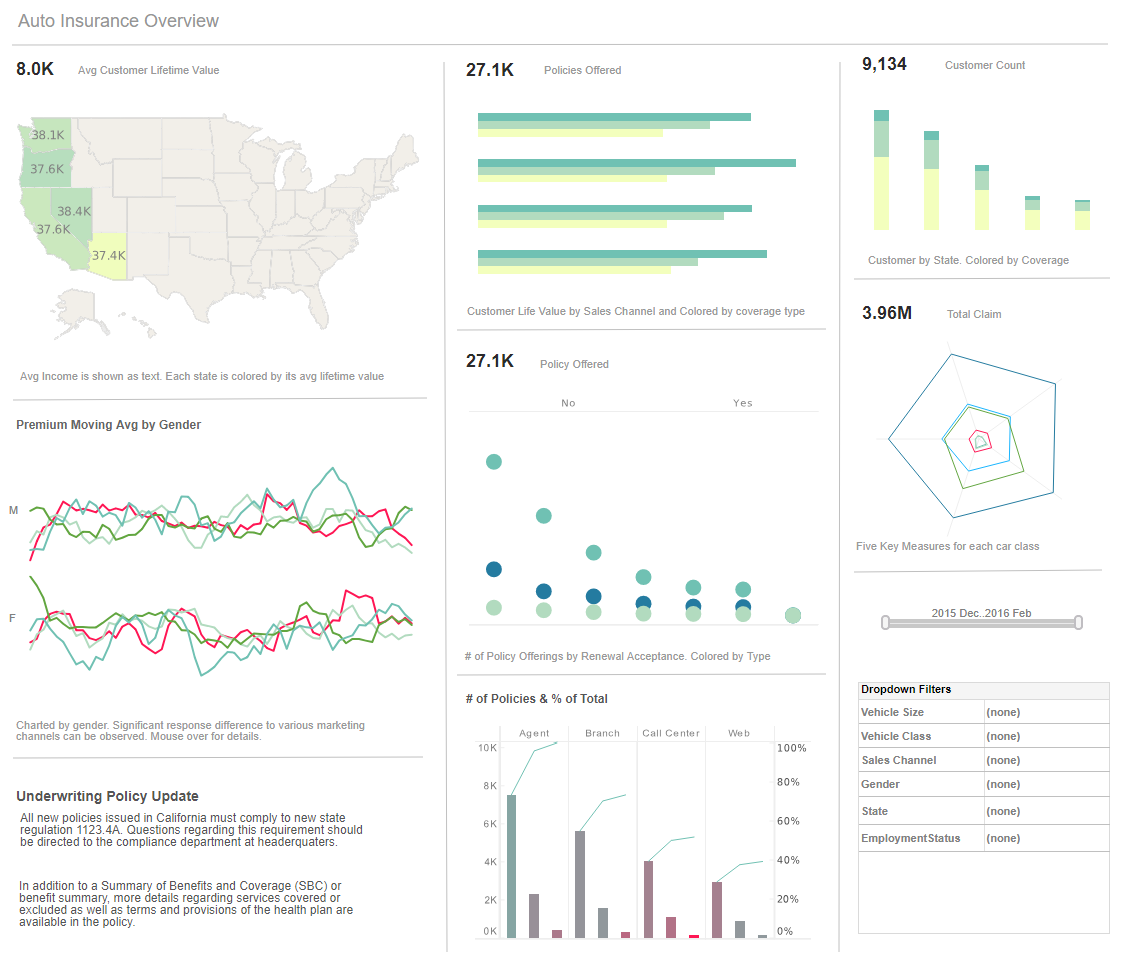 Auto Insurance Overview
8.0K Avg Customer Lifetime Value
38.1K
37.6K
38.4K
37.6K
37.4K
Avg Income is shown as text. Each state is colored by its avg lifetime value
Premium Moving Avg by Gender
M
F
Charted by gender. Significant response difference to various marketing
channels can be observed. Mouse over for details.
Underwriting Policy Update
All new policies issued in California must comply to new state
regulation 1123.4A. Questions regarding this requirement should
be directed to the compliance department at headerquaters.
In addition to a Summary of Benefits and Coverage (SBC) or
benefit summary, more details regarding services covered or
excluded as well as terms and provisions of the health plan are
available in the policy.
27.1K Policies Offered
Customer Life Value by Sales Channel and Colored by coverage type
27.1K Policy Offered
No Yes
# of Policy Offerings by Renewal Acceptance. Colored by Type
# of Policies & % of Total
Agent Branch Call Center Web
10K 100%
8K 80%
6K 60%
4K 40%
2K 20%
0K 0%
9,134 Customer Count
Customer by State. Colored by Coverage
3.96M Total Claim
Five Key Measures for each car class
2015 Dec..2016 Feb
Dropdown Filters
Vehicle Size (none)
Vehicle Class (none)
Sales Channel (none)
Gender (none)
State (none)
EmploymentStatus (none)